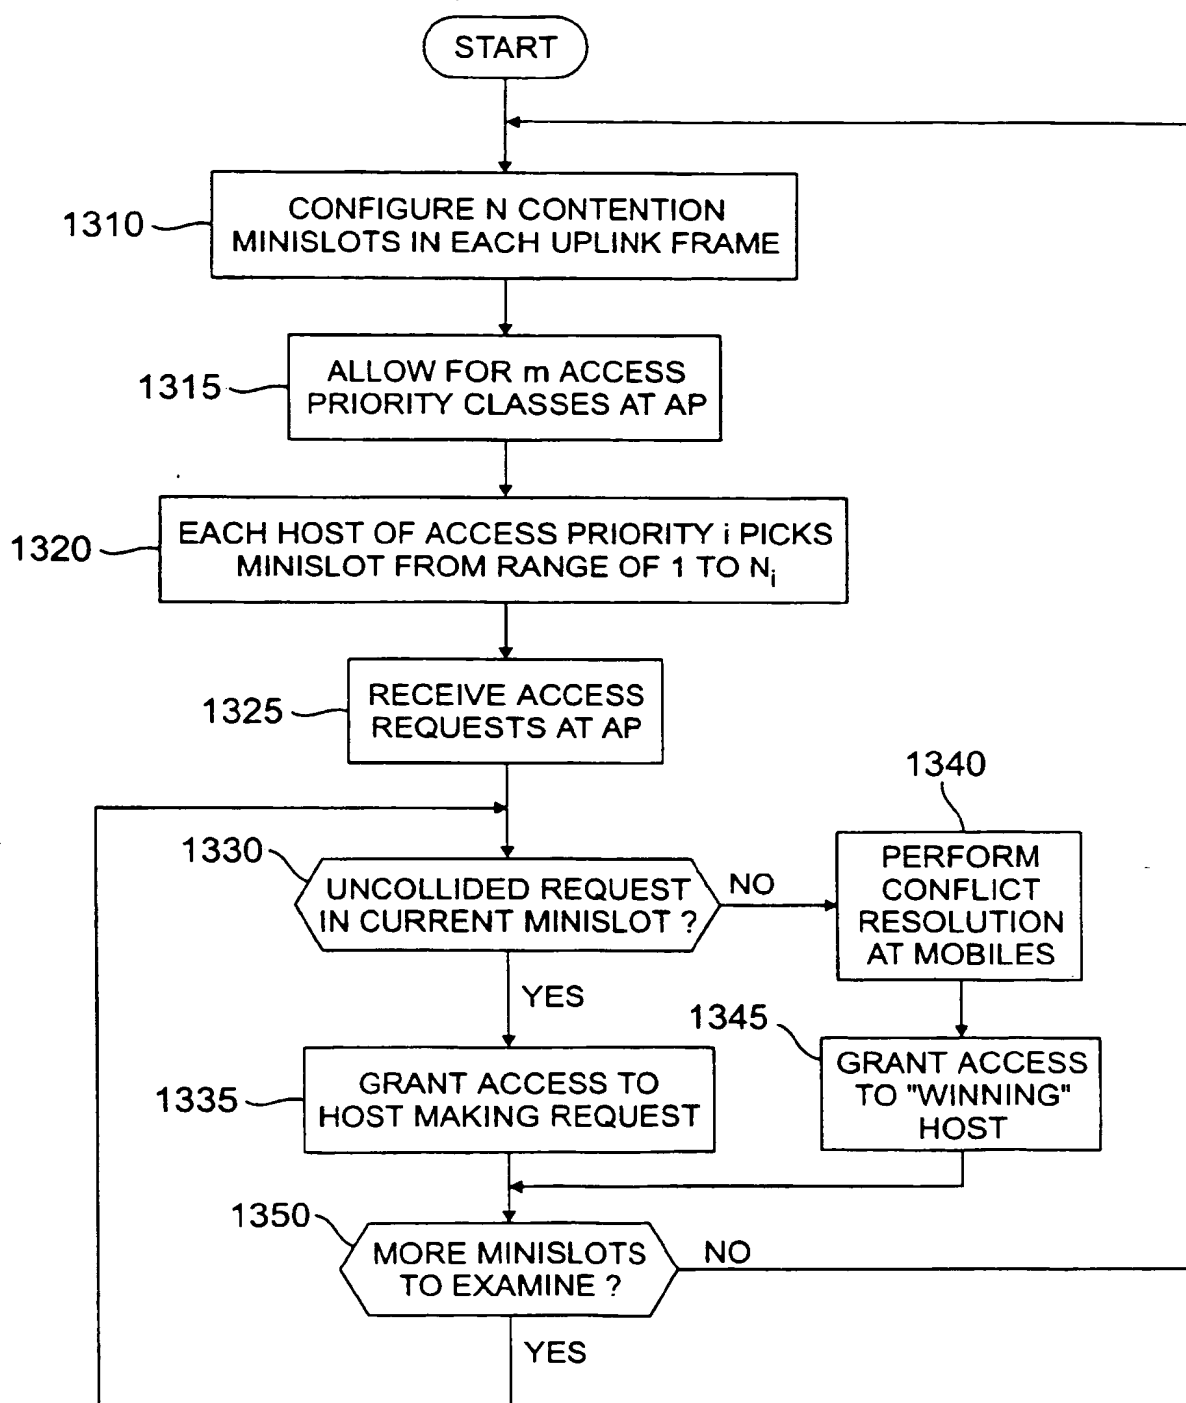 START
1310
CONFIGURE N CONTENTION
MINISLOTS IN EACH UPLINK FRAME
1315
ALLOW FOR m ACCESS
PRIORITY CLASSES AT AP
1320
EACH HOST OF ACCESS PRIORITY i PICKS
MINISLOT FROM RANGE OF 1 TO Ni
1325
RECEIVE ACCESS
REQUESTS AT AP
1330
UNCOLLIDED REQUEST
IN CURRENT MINISLOT ?
NO
1340
PERFORM
CONFLICT
RESOLUTION
AT MOBILES
YES
1335
GRANT ACCESS TO
HOST MAKING REQUEST
1345
GRANT ACCESS
TO "WINNING"
HOST
1350
MORE MINISLOTS
TO EXAMINE ?
NO
YES